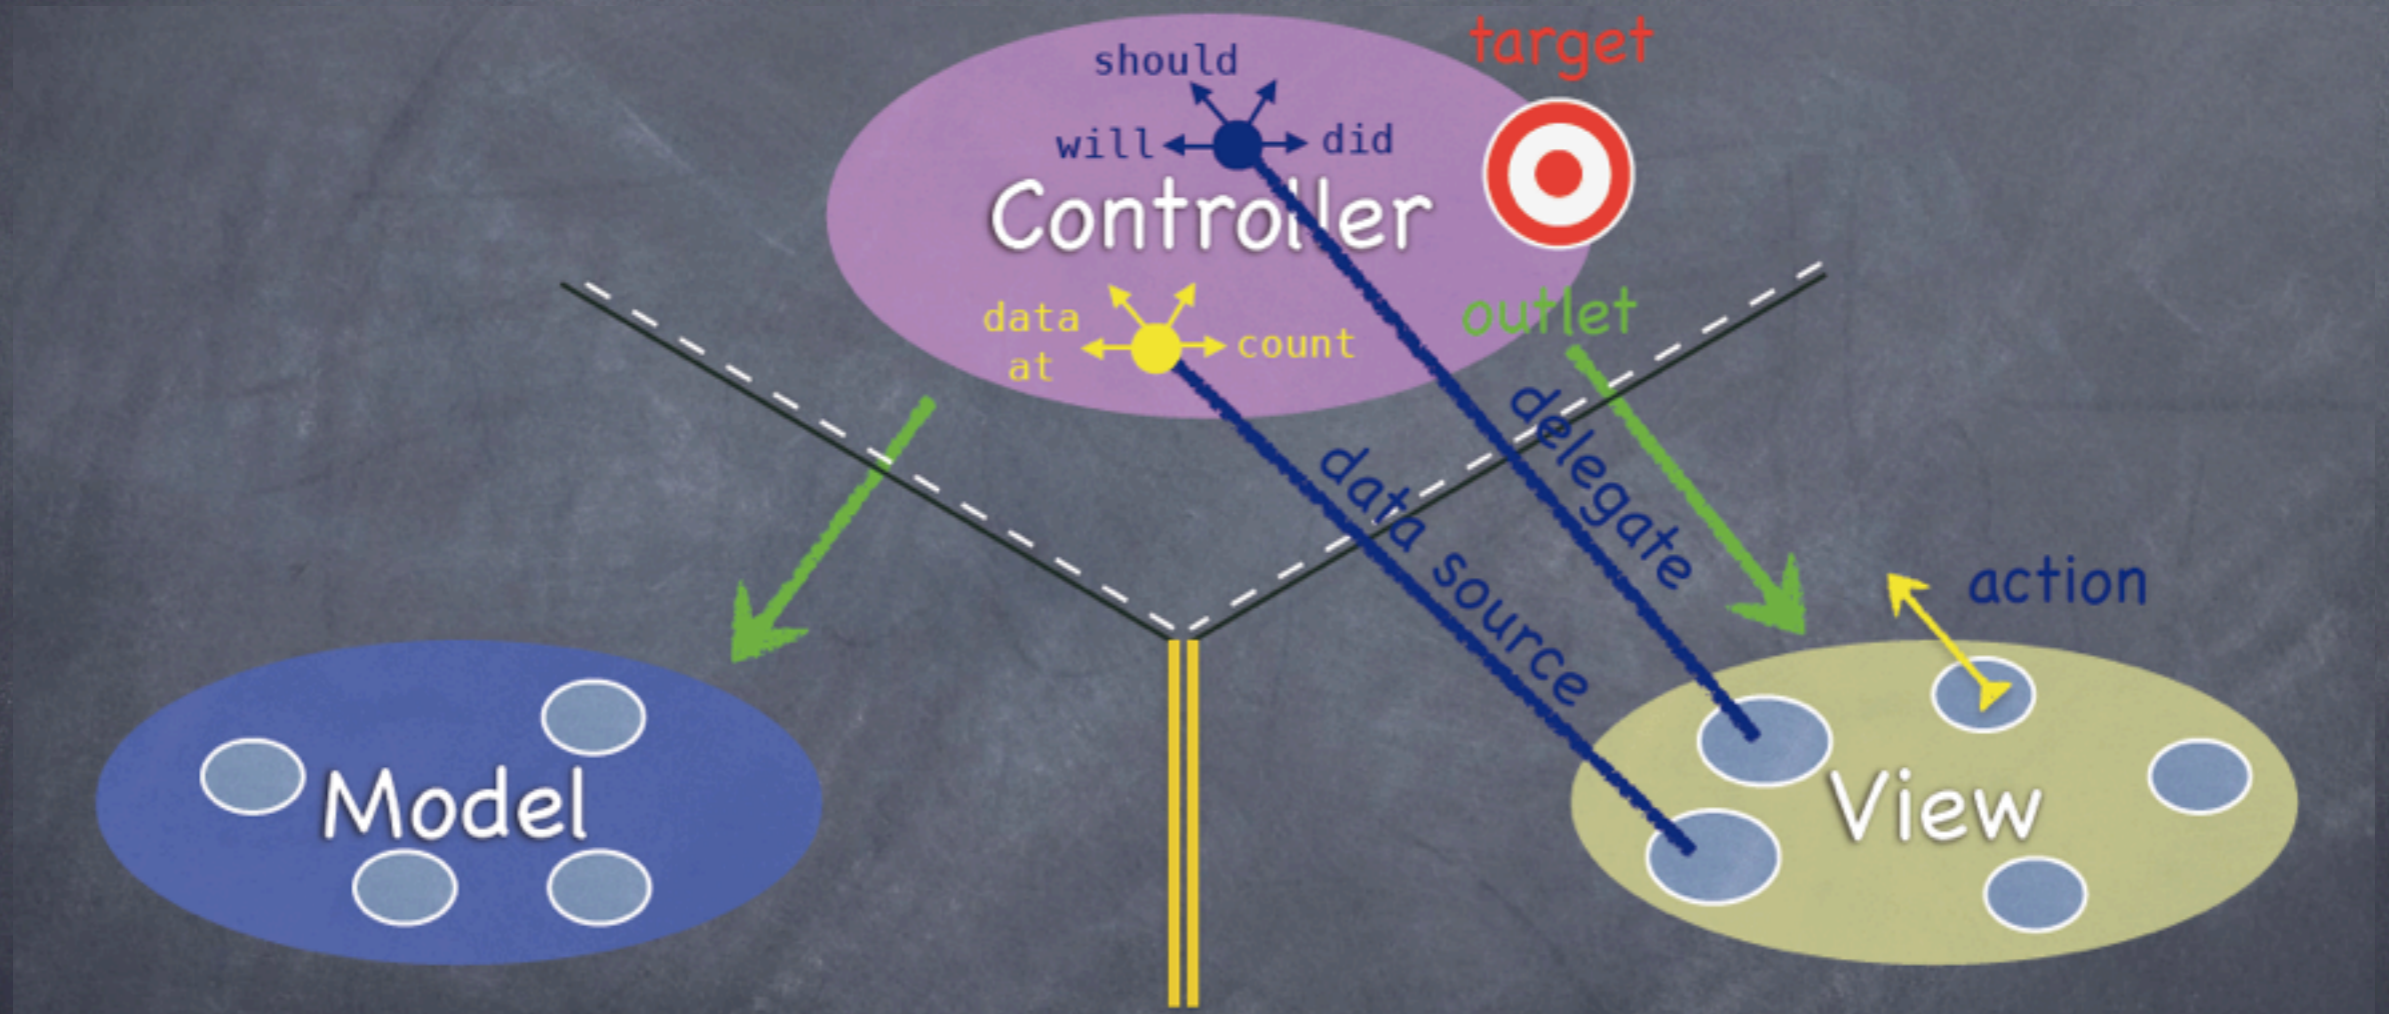 target
should
will
did
Controller
data
at
count
outlet
delegate
data source
action
Model
View